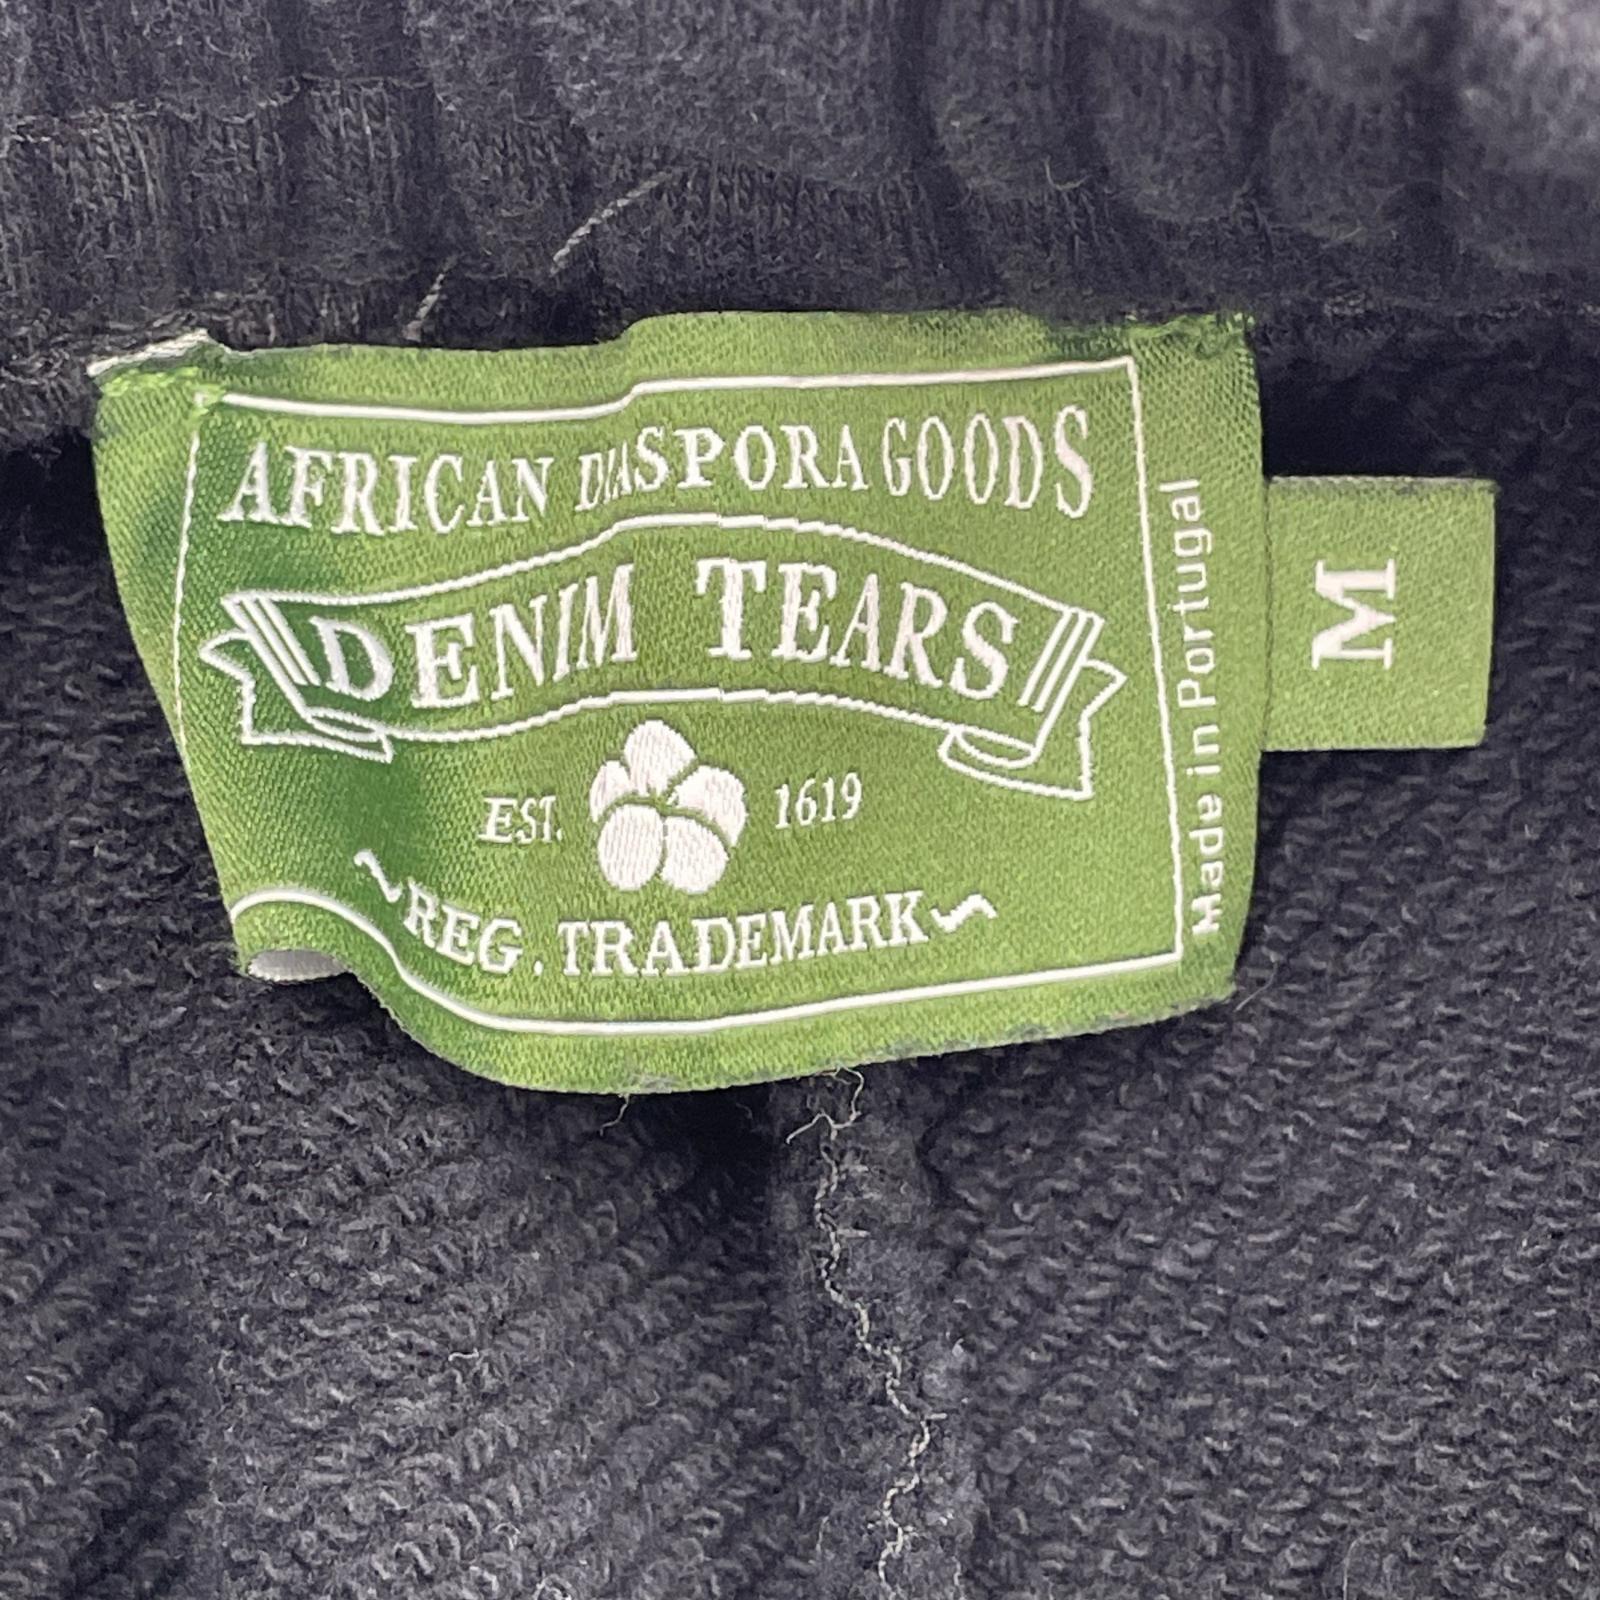 AFRICAN DIASPORA GOODS
DENIM TEARS
EST. 1619
REG. TRADEMARK
Made in Portugal
M